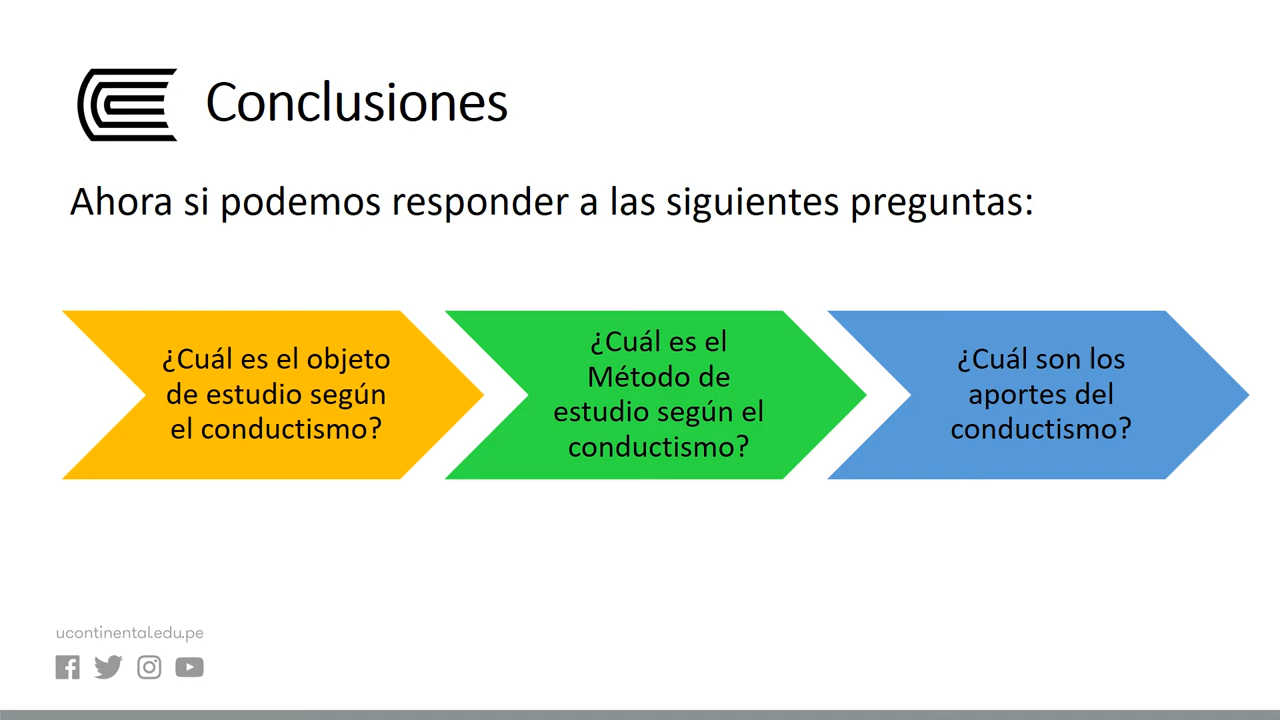 Conclusiones
Ahora si podemos responder a las siguientes preguntas:
¿Cuál es el objeto
de estudio según
el conductismo?
¿Cuál es el
Método de
estudio según el
conductismo?
¿Cuál son los
aportes del
conductismo?
ucontinental.edu.pe